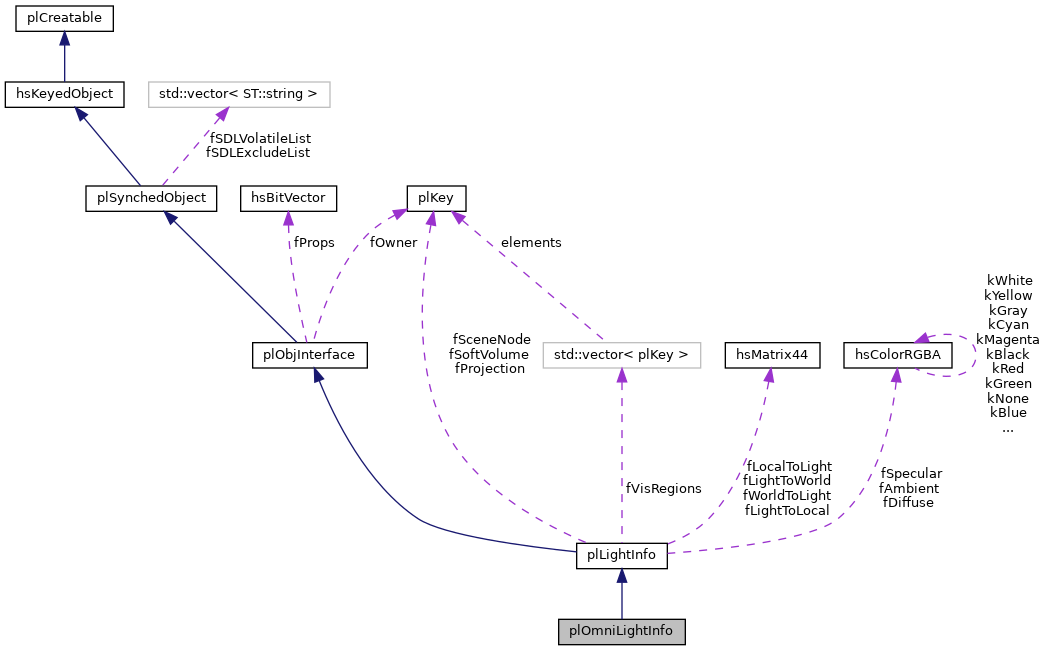 plCreatable
hsKeyedObject
std::vector< ST::string >
fSDLVolatileList
fSDLExcludeList
plSynchedObject
hsBitVector
plKey
fProps
fOwner
elements
kWhite
kYellow
kGray
kCyan
kMagenta
kBlack
kRed
kGreen
kNone
kBlue
...
fSceneNode
fSoftVolume
fProjection
plObjInterface
std::vector< plKey >
hsMatrix44
hsColorRGBA
fVisRegions
fLocalToLight
fLightToWorld
fWorldToLight
fLightToLocal
fSpecular
fAmbient
fDiffuse
plLightInfo
plOmniLightInfo